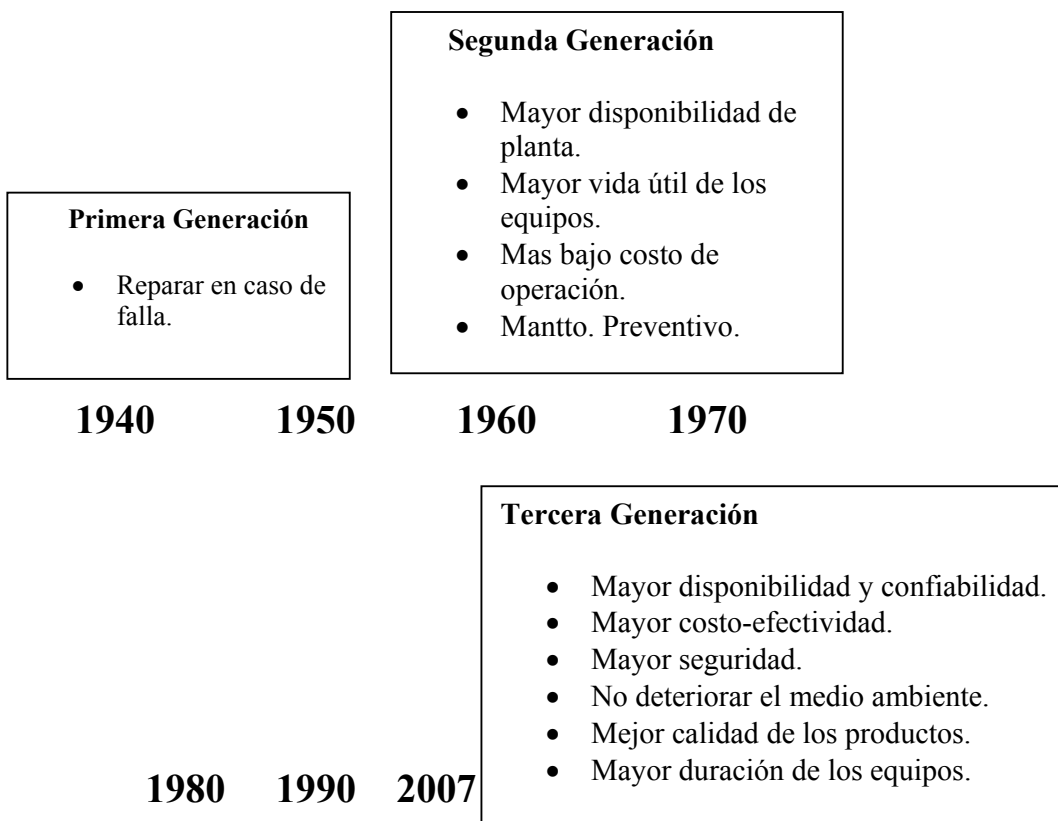 Segunda Generación
• Mayor disponibilidad de
planta.
• Mayor vida útil de los
equipos.
• Mas bajo costo de
operación.
• Mantto. Preventivo.
Primera Generación
• Reparar en caso de
falla.
1940 1950 1960 1970
Tercera Generación
• Mayor disponibilidad y confiabilidad.
• Mayor costo-efectividad.
• Mayor seguridad.
• No deteriorar el medio ambiente.
• Mejor calidad de los productos.
• Mayor duración de los equipos.
1980 1990 2007